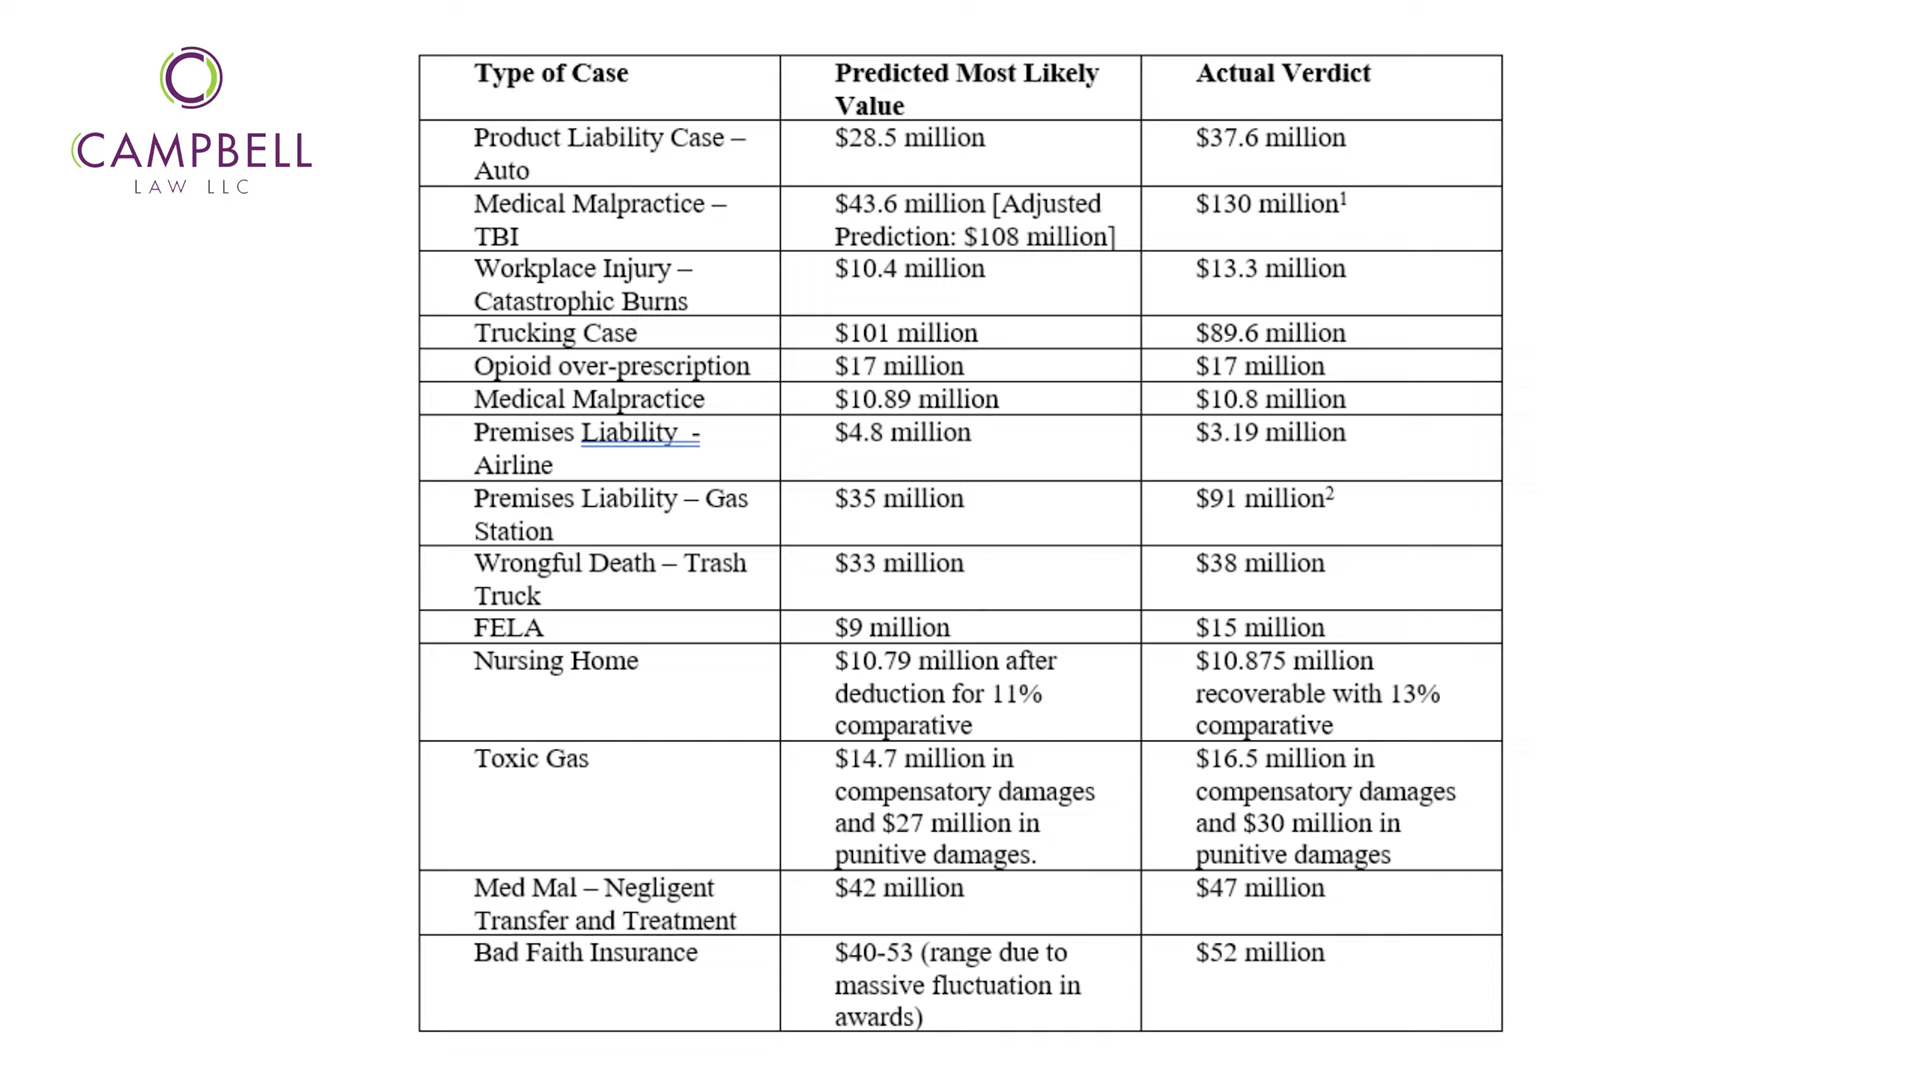 CAMPBELL
LAW LLC
Type of Case
Predicted Most Likely
Value
Actual Verdict
Product Liability Case –
Auto
$28.5 million
$37.6 million
Medical Malpractice –
TBI
$43.6 million [Adjusted
Prediction: $108 million]
$130 million¹
Workplace Injury –
Catastrophic Burns
$10.4 million
$13.3 million
Trucking Case
$101 million
$89.6 million
Opioid over-prescription
$17 million
$17 million
Medical Malpractice
$10.89 million
$10.8 million
Premises Liability  -
Airline
$4.8 million
$3.19 million
Premises Liability – Gas
Station
$35 million
$91 million²
Wrongful Death – Trash
Truck
$33 million
$38 million
FELA
$9 million
$15 million
Nursing Home
$10.79 million after
deduction for 11%
comparative
$10.875 million
recoverable with 13%
comparative
Toxic Gas
$14.7 million in
compensatory damages
and $27 million in
punitive damages.
$16.5 million in
compensatory damages
and $30 million in
punitive damages
Med Mal – Negligent
Transfer and Treatment
$42 million
$47 million
Bad Faith Insurance
$40-53 (range due to
massive fluctuation in
awards)
$52 million